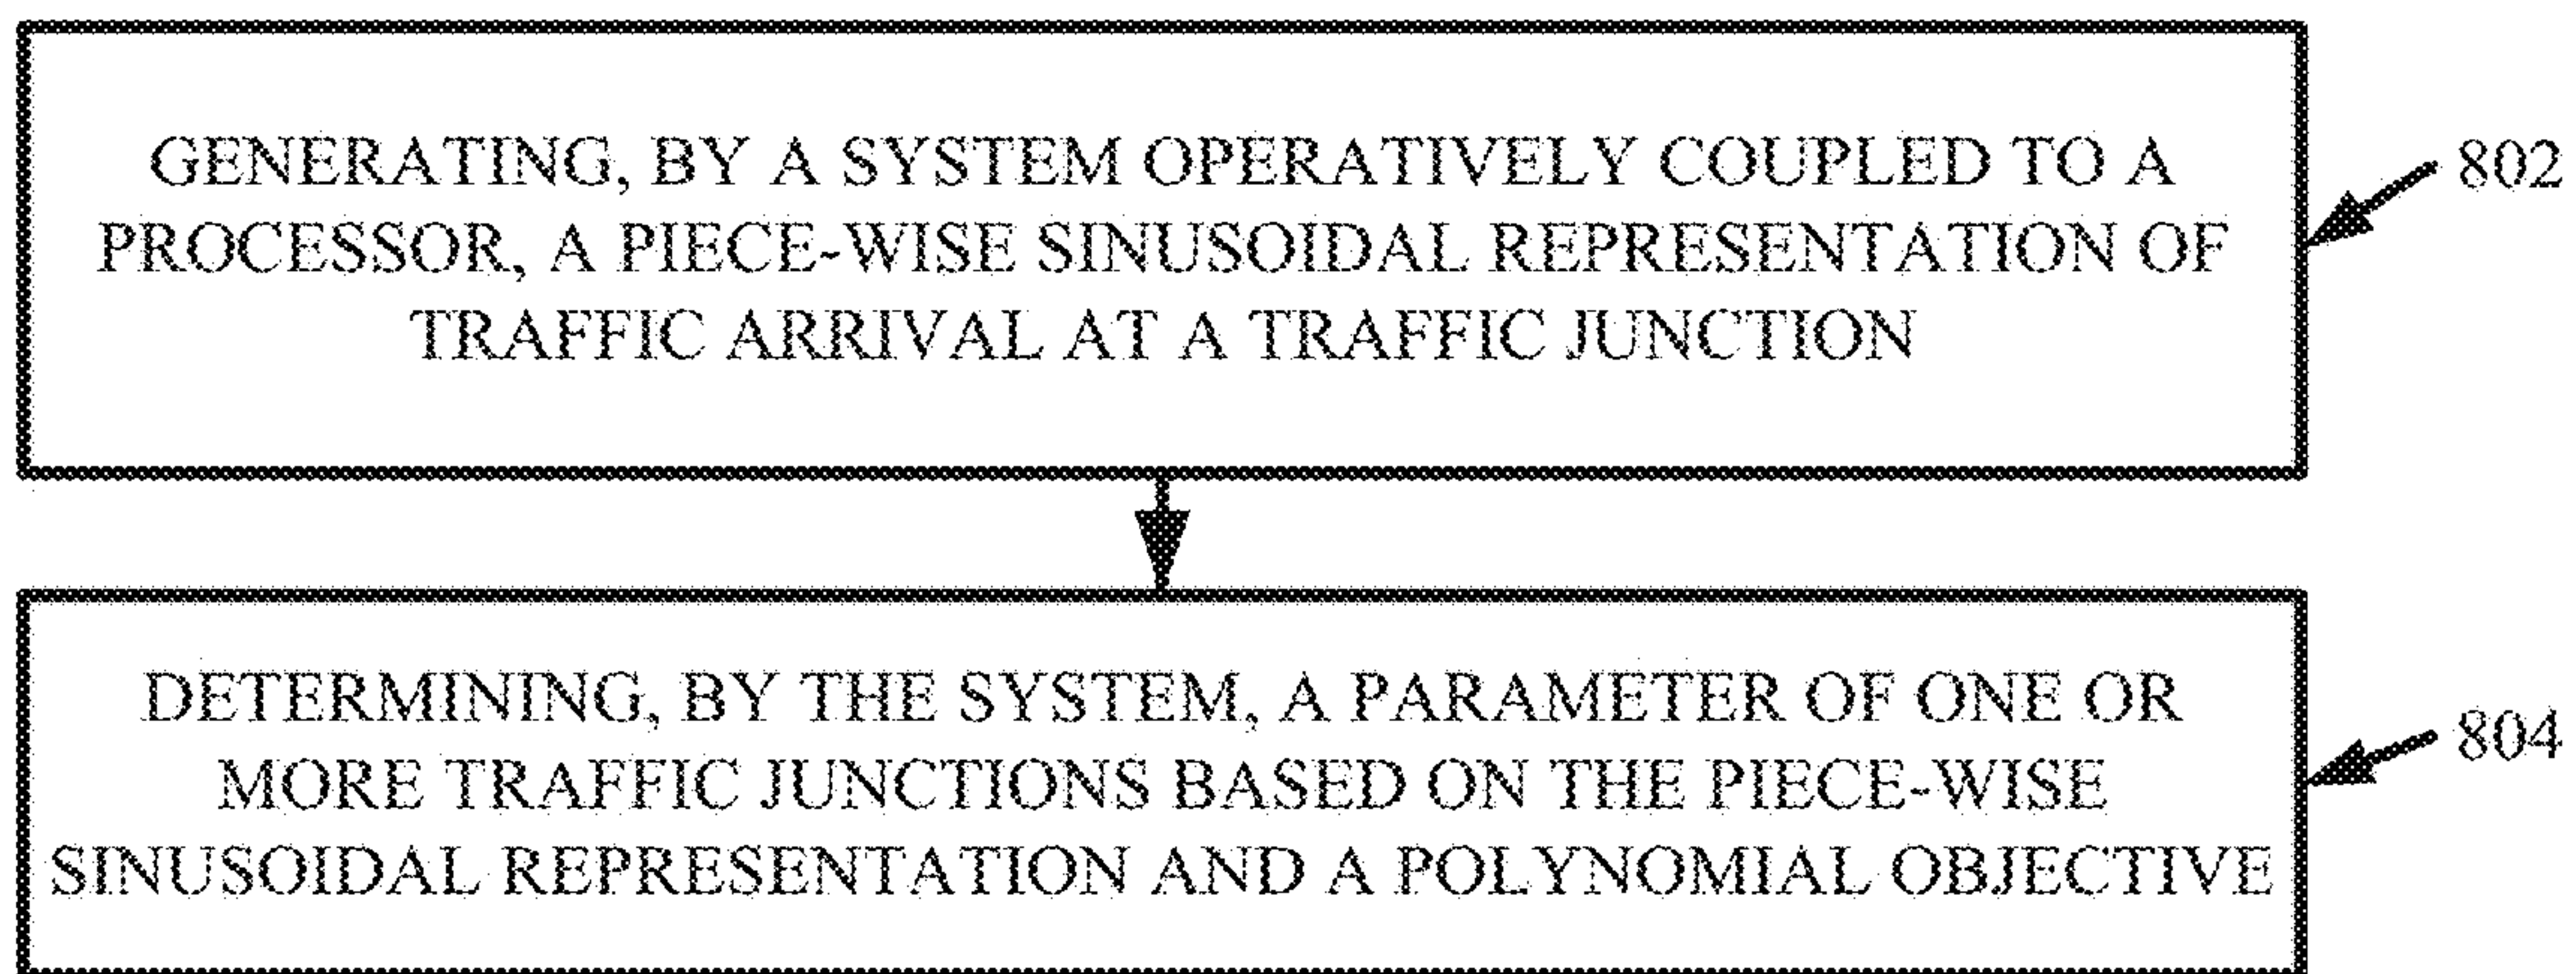 GENERATING, BY A SYSTEM OPERATIVELY COUPLED TO A
PROCESSOR, A PIECE-WISE SINUSOIDAL REPRESENTATION OF
TRAFFIC ARRIVAL AT A TRAFFIC JUNCTION
802
DETERMINING, BY THE SYSTEM, A PARAMETER OF ONE OR
MORE TRAFFIC JUNCTIONS BASED ON THE PIECE-WISE
SINUSOIDAL REPRESENTATION AND A POLYNOMIAL OBJECTIVE
804